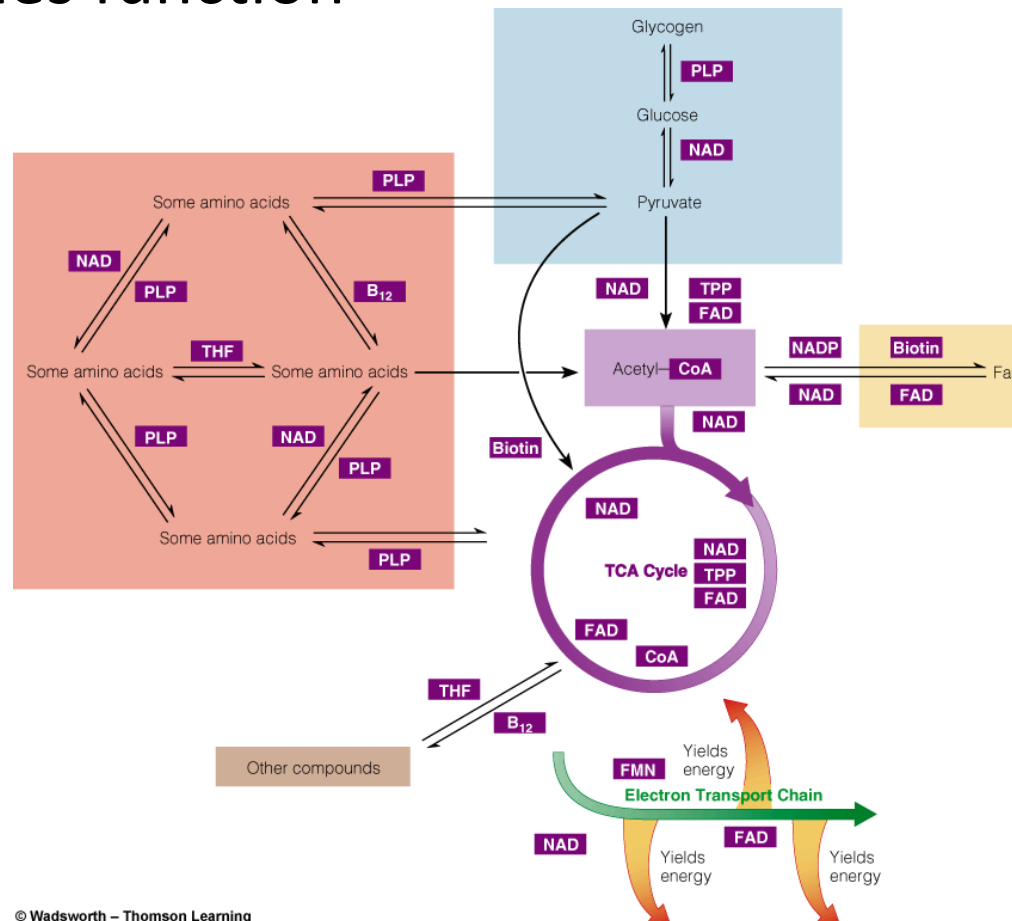 function
Glycogen
PLP
Glucose
NAD
Pyruvate
PLP
Some amino acids
NAD
PLP
B₁₂
THF
Some amino acids
Some amino acids
PLP
NAD
PLP
Some amino acids
PLP
NAD
TPP
FAD
Acetyl–CoA
NADP
Biotin
NAD
FAD
NAD
Biotin
NAD
TCA Cycle
NAD
TPP
FAD
FAD
CoA
THF
B₁₂
Other compounds
FMN
Yields
energy
Electron Transport Chain
NAD
FAD
Yields
energy
Yields
energy
© Wadsworth – Thomson Learning